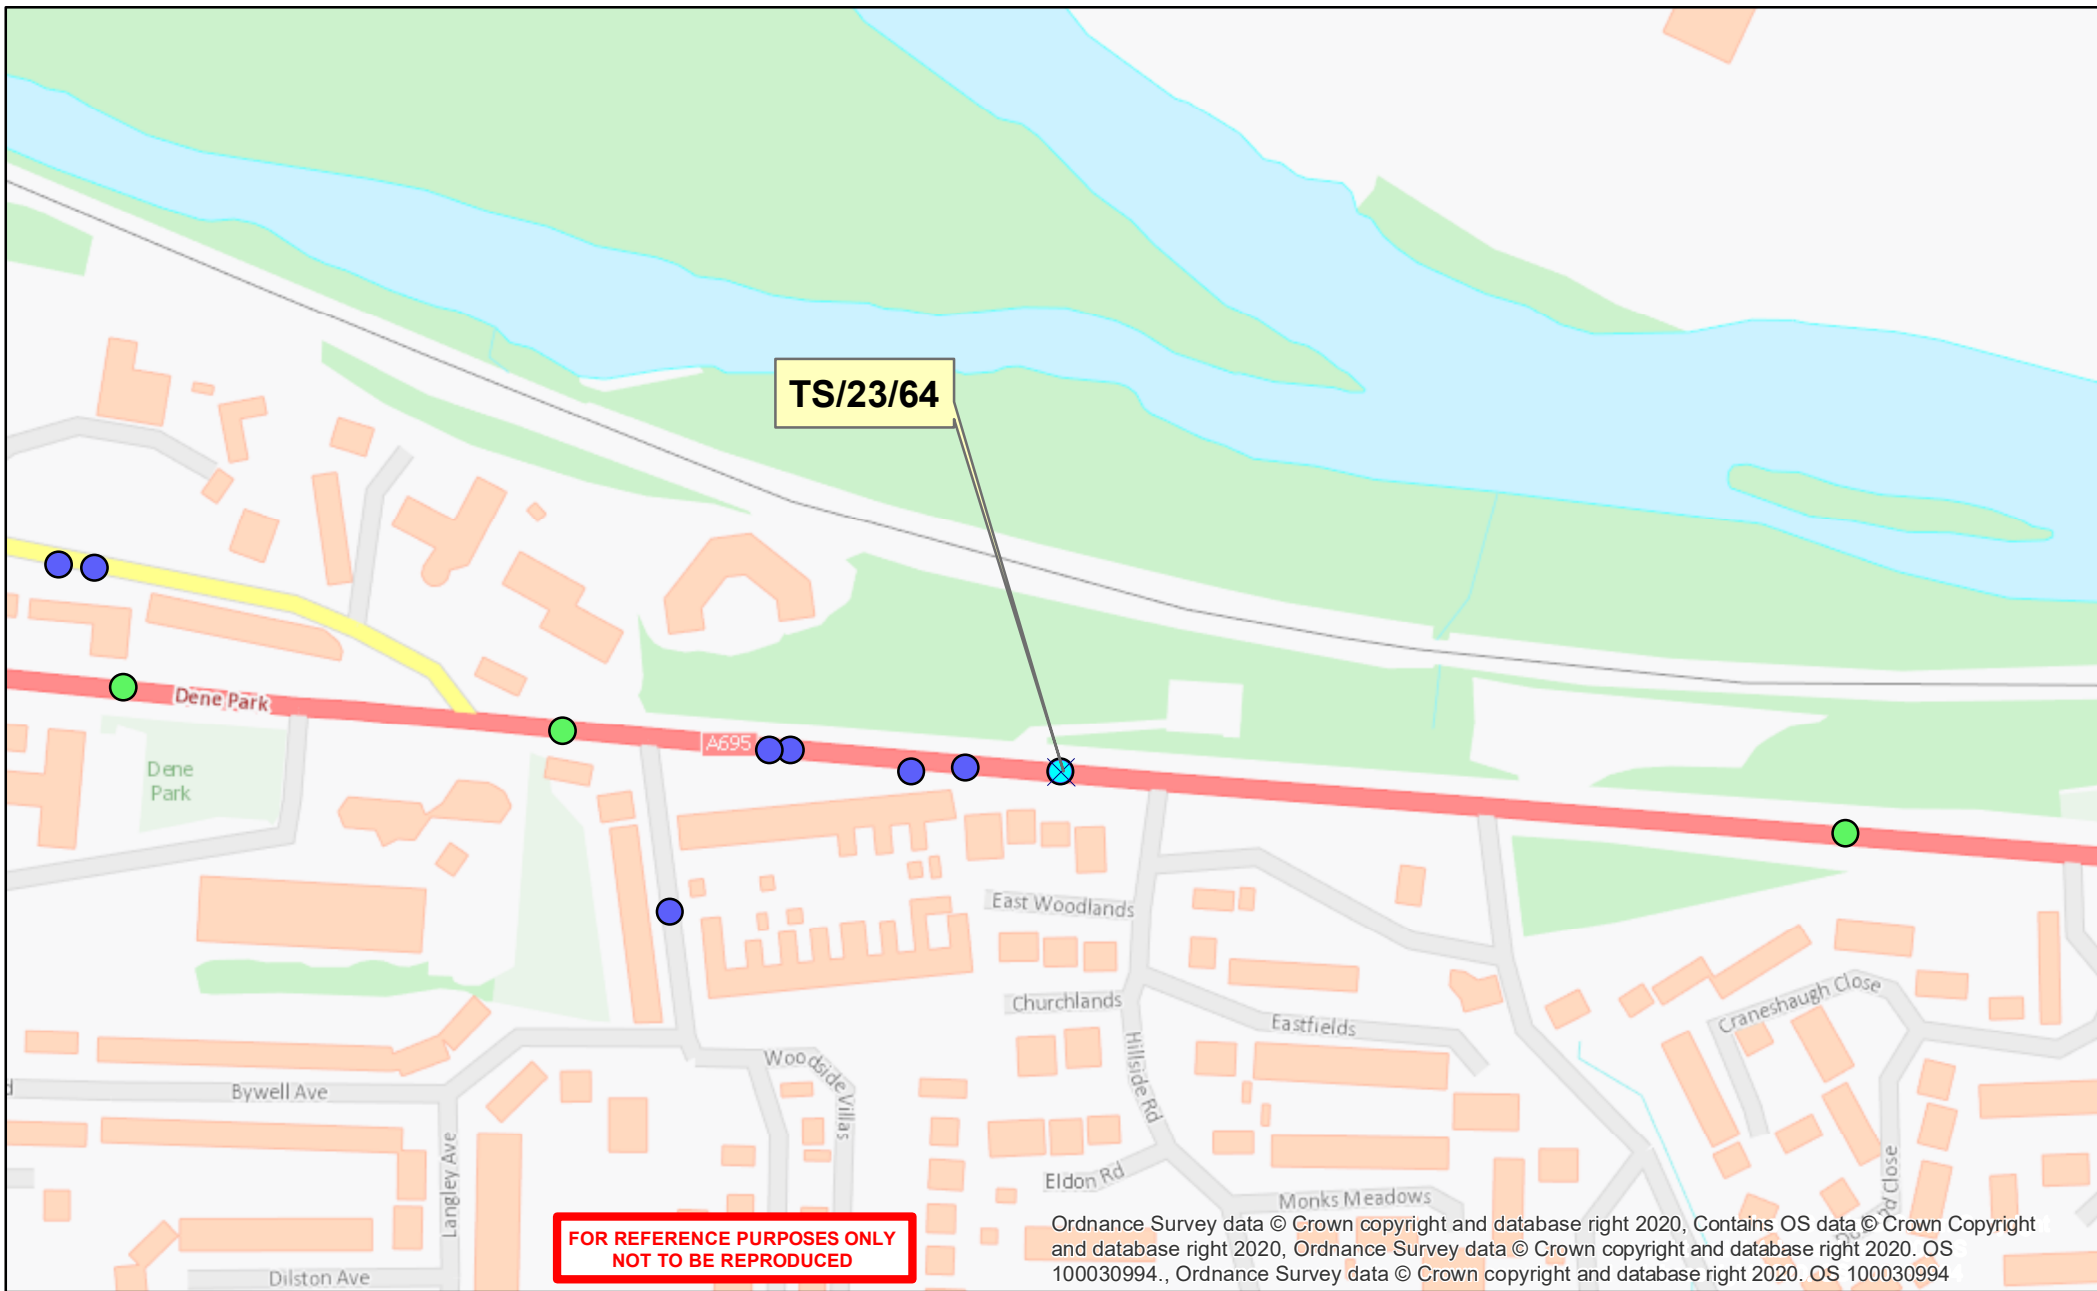 TS/23/64
Dene Park
A695
Dene
Park
East Woodlands
Churchlands
Eastfields
Craneshaugh Close
Hillside Rd
Woodside Villas
Bywell Ave
Langley Ave
Eldon Rd
Monks Meadows
Close
Dilston Ave
FOR REFERENCE PURPOSES ONLY
NOT TO BE REPRODUCED
Ordnance Survey data © Crown copyright and database right 2020, Contains OS data © Crown Copyright
and database right 2020, Ordnance Survey data © Crown copyright and database right 2020. OS
100030994., Ordnance Survey data © Crown copyright and database right 2020. OS 100030994